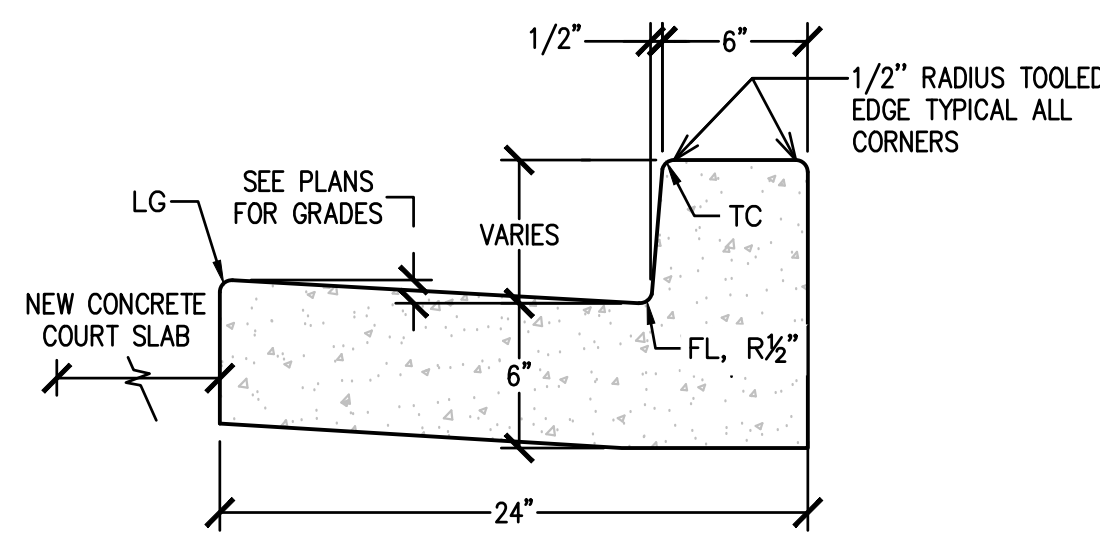 1/2"
6"
1/2" RADIUS TOOLED
EDGE TYPICAL ALL
CORNERS
SEE PLANS
FOR GRADES
LG
VARIES
TC
NEW CONCRETE
COURT SLAB
FL, R½"
6"
24"